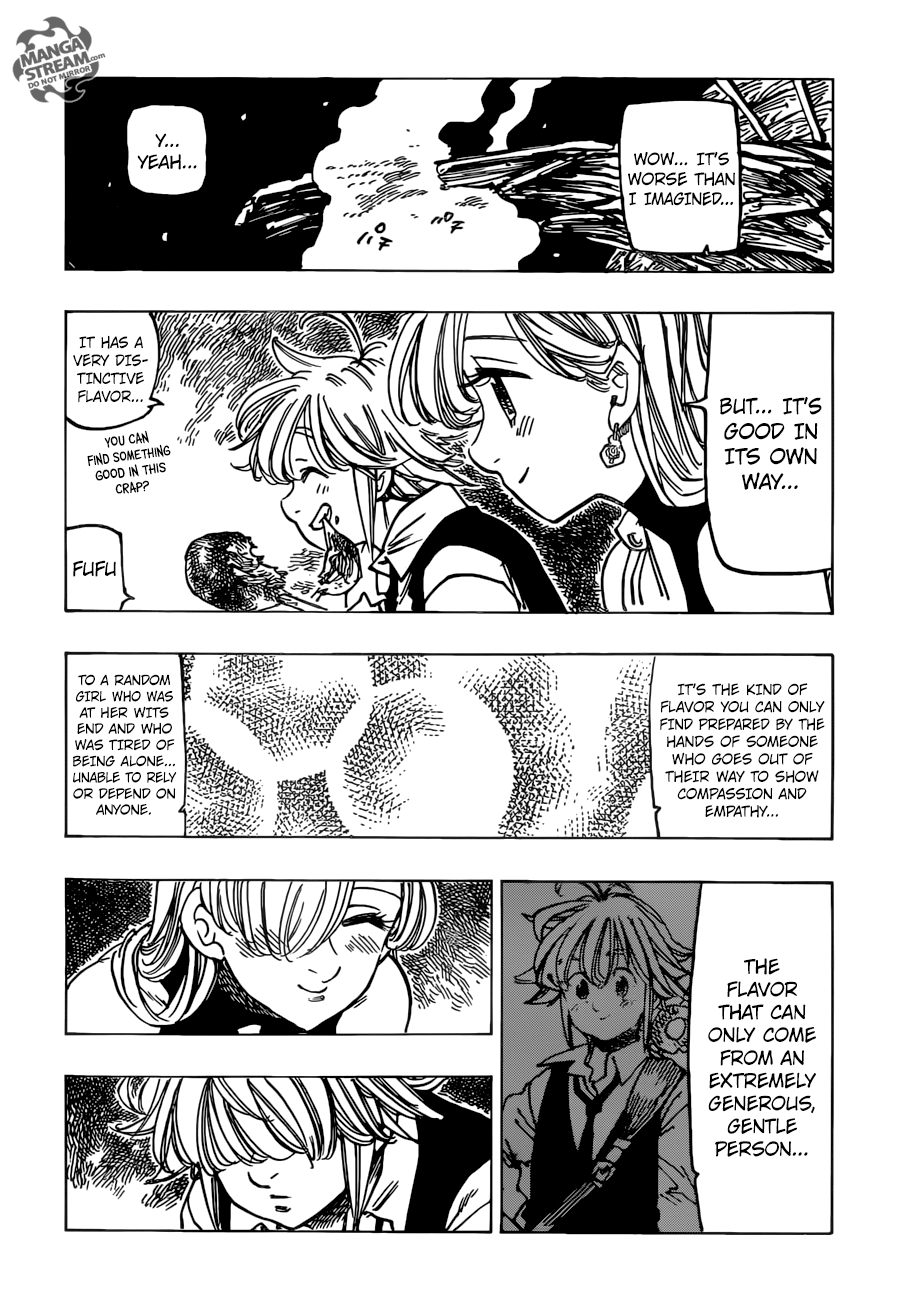 MANGA
STREAM.com
DO NOT MIRROR
WOW... IT'S
WORSE THAN
I IMAGINED...
Y...
YEAH...
BUT... IT'S
GOOD IN
ITS OWN
WAY...
IT HAS A
VERY DIS-
TINCTIVE
FLAVOR...
YOU CAN
FIND SOMETHING
GOOD IN THIS
CRAP?
FUFU
IT'S THE KIND OF
FLAVOR YOU CAN ONLY
FIND PREPARED BY THE
HANDS OF SOMEONE
WHO GOES OUT OF
THEIR WAY TO SHOW
COMPASSION AND
EMPATHY...
TO A RANDOM
GIRL WHO WAS
AT HER WITS
END AND WHO
WAS TIRED OF
BEING ALONE...
UNABLE TO RELY
OR DEPEND ON
ANYONE.
THE
FLAVOR
THAT CAN
ONLY COME
FROM AN
EXTREMELY
GENEROUS,
GENTLE
PERSON...